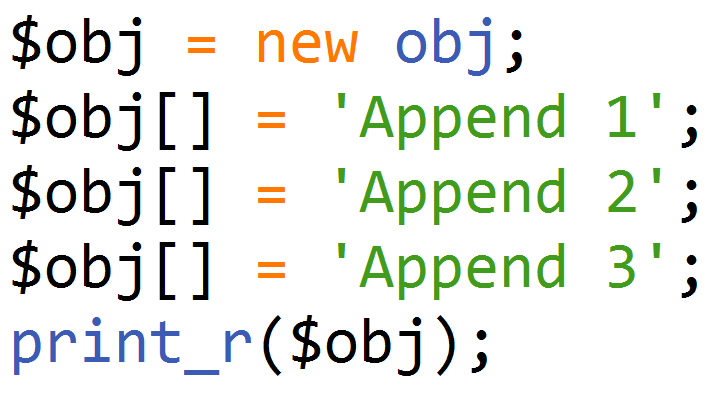 $obj = new obj;
$obj[] = 'Append 1';
$obj[] = 'Append 2';
$obj[] = 'Append 3';
print_r($obj);